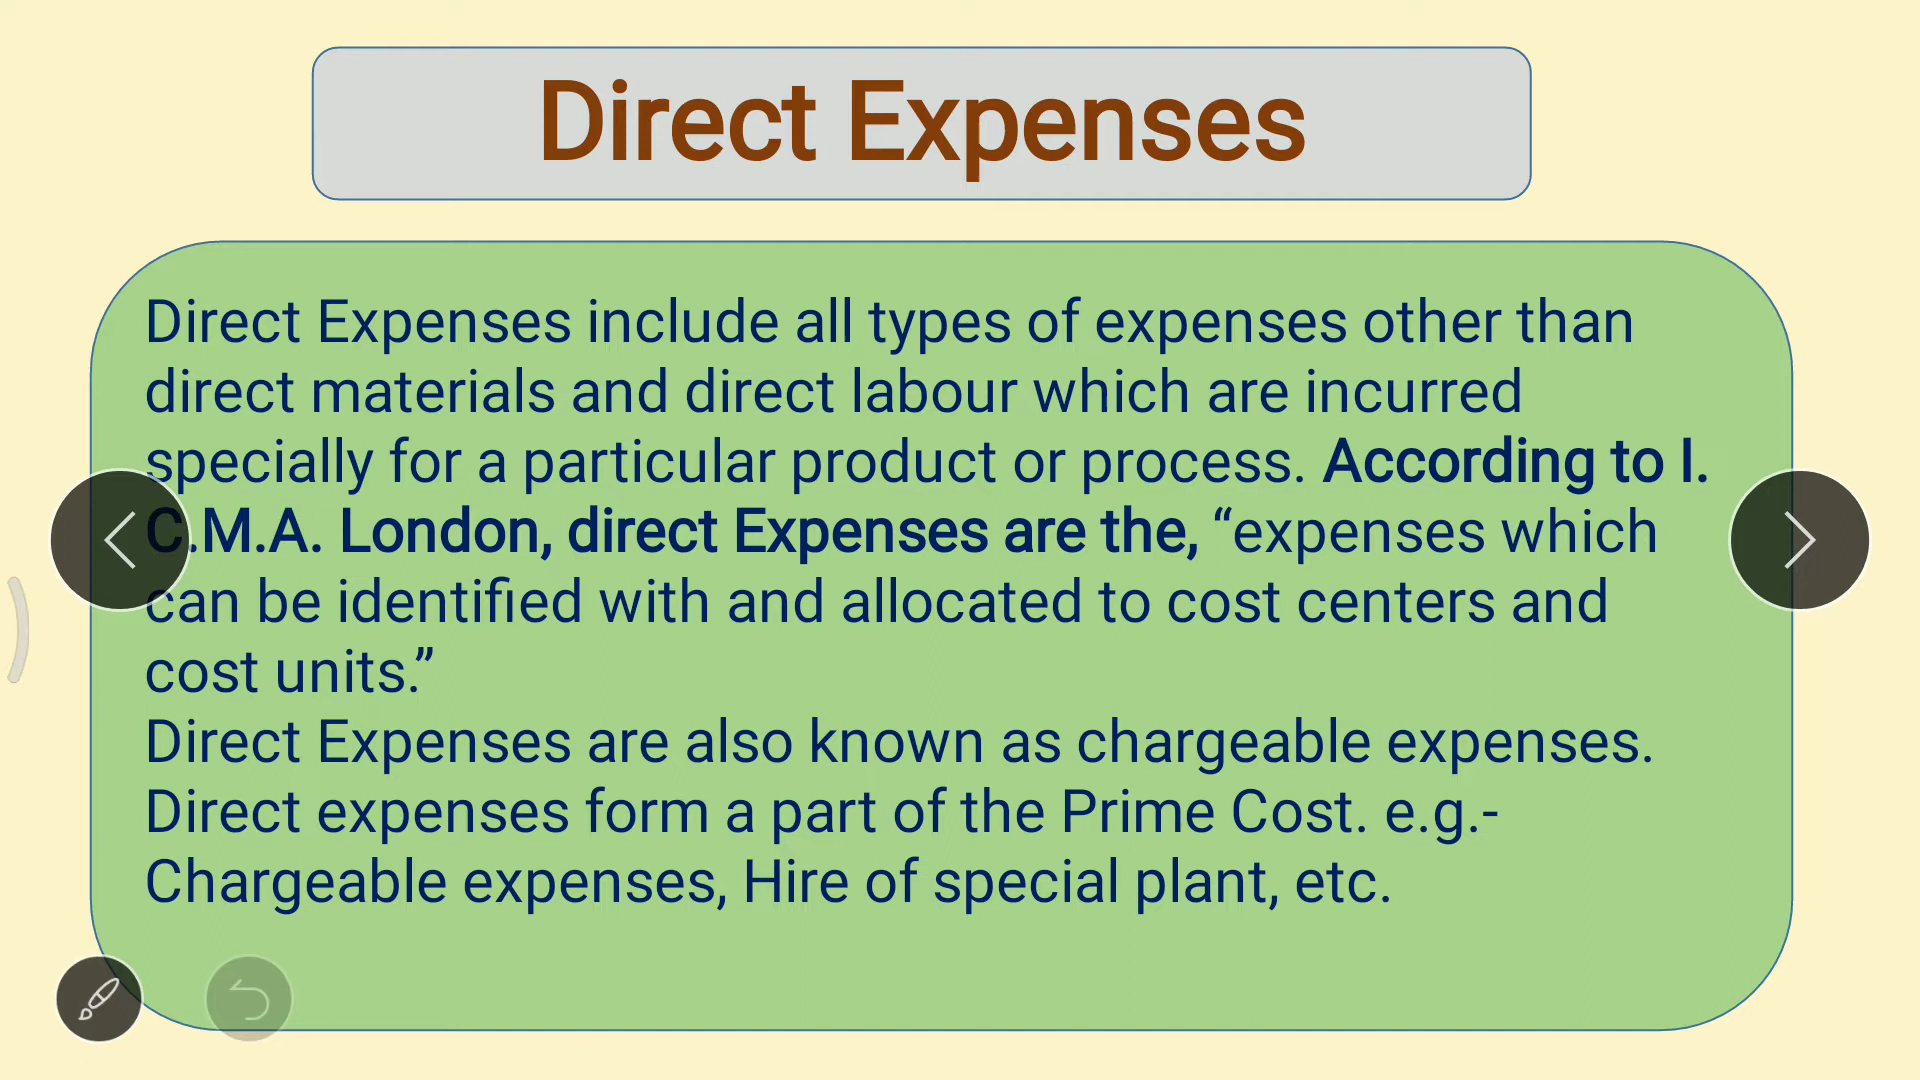 Direct Expenses
Direct Expenses include all types of expenses other than
direct materials and direct labour which are incurred
specially for a particular product or process. According to I.
C.M.A. London, direct Expenses are the, “expenses which
can be identified with and allocated to cost centers and
cost units.”
Direct Expenses are also known as chargeable expenses.
Direct expenses form a part of the Prime Cost. e.g.-
Chargeable expenses, Hire of special plant, etc.